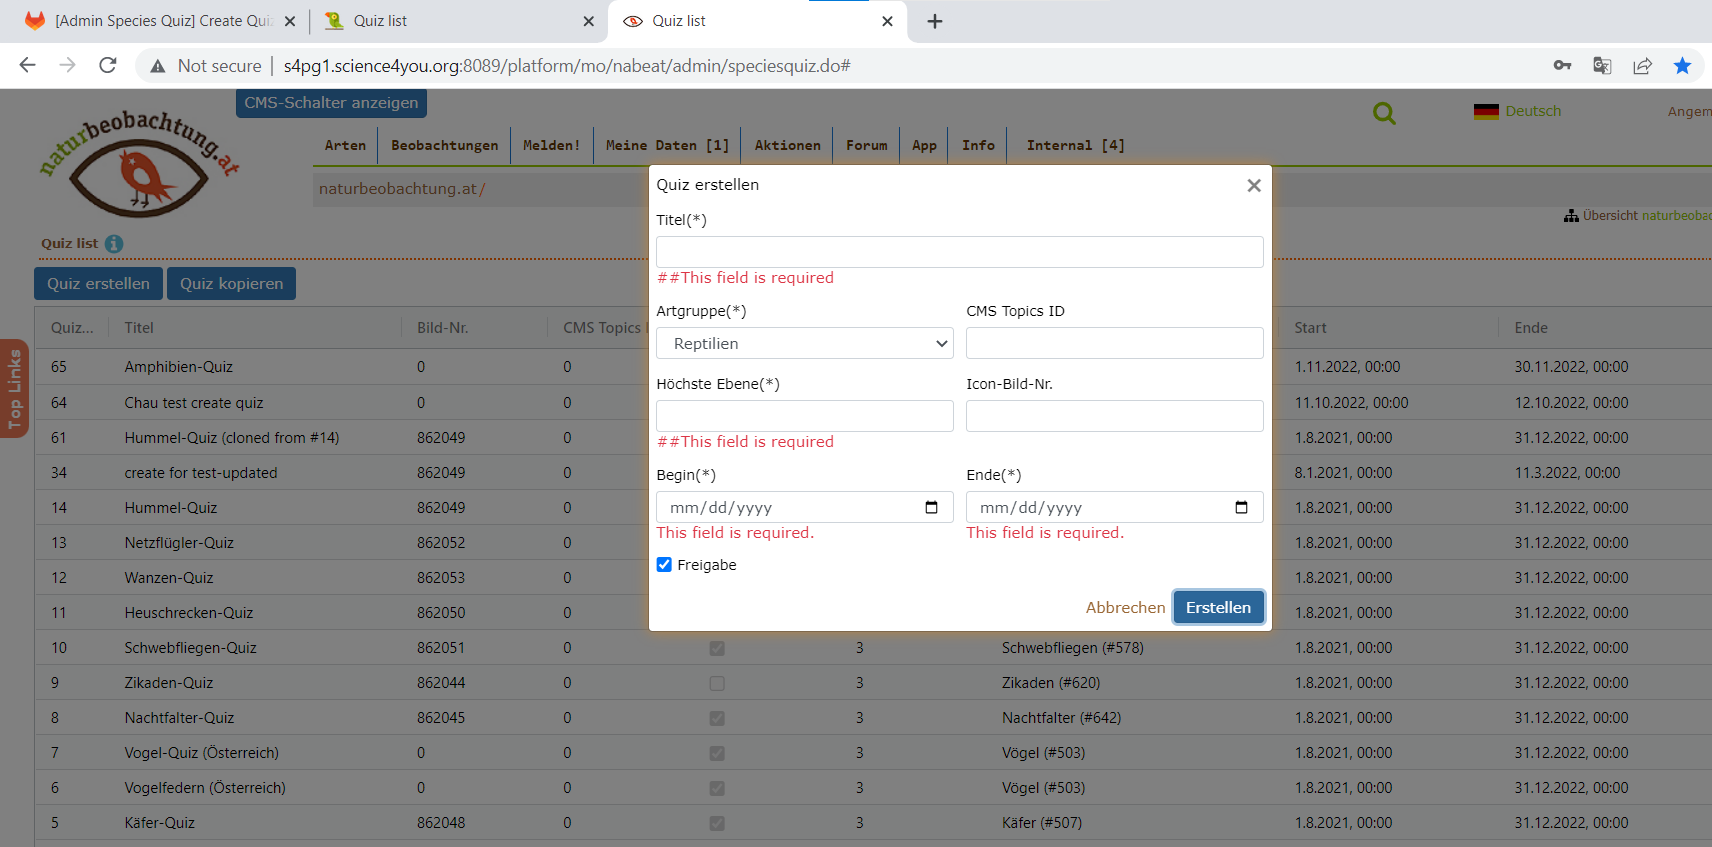 [Admin Species Quiz] Create Quiz
Quiz list
Quiz list
Not secure
s4pg1.science4you.org:8089/platform/mo/nabeat/admin/speciesquiz.do#
naturbeobachtung.at
CMS-Schalter anzeigen
Deutsch
Angem
Arten Beobachtungen Melden! Meine Daten [1] Aktionen Forum App Info Internal [4]
naturbeobachtung.at/
Übersicht naturbeobac
Quiz list
Quiz erstellen Quiz kopieren
Top Links
Quiz erstellen
Titel(*)
##This field is required
Artgruppe(*) CMS Topics ID
Reptilien
Höchste Ebene(*) Icon-Bild-Nr.
##This field is required
Begin(*) Ende(*)
mm/dd/yyyy mm/dd/yyyy
This field is required. This field is required.
Freigabe
Abbrechen Erstellen
Quiz... Titel Bild-Nr. CMS Topics Start Ende
65 Amphibien-Quiz 0 0 1.11.2022, 00:00 30.11.2022, 00:00
64 Chau test create quiz 0 0 11.10.2022, 00:00 12.10.2022, 00:00
61 Hummel-Quiz (cloned from #14) 862049 0 1.8.2021, 00:00 31.12.2022, 00:00
34 create for test-updated 862049 0 8.1.2021, 00:00 11.3.2022, 00:00
14 Hummel-Quiz 862049 0 1.8.2021, 00:00 31.12.2022, 00:00
13 Netzflügler-Quiz 862052 0 1.8.2021, 00:00 31.12.2022, 00:00
12 Wanzen-Quiz 862053 0 1.8.2021, 00:00 31.12.2022, 00:00
11 Heuschrecken-Quiz 862050 0 1.8.2021, 00:00 31.12.2022, 00:00
10 Schwebfliegen-Quiz 862051 0 3 Schwebfliegen (#578) 1.8.2021, 00:00 31.12.2022, 00:00
9 Zikaden-Quiz 862044 0 3 Zikaden (#620) 1.8.2021, 00:00 31.12.2022, 00:00
8 Nachtfalter-Quiz 862045 0 3 Nachtfalter (#642) 1.8.2021, 00:00 31.12.2022, 00:00
7 Vogel-Quiz (Österreich) 0 0 3 Vögel (#503) 1.8.2021, 00:00 31.12.2022, 00:00
6 Vogelfedern (Österreich) 0 0 3 Vögel (#503) 1.8.2021, 00:00 31.12.2022, 00:00
5 Käfer-Quiz 862048 0 3 Käfer (#507) 1.8.2021, 00:00 31.12.2022, 00:00